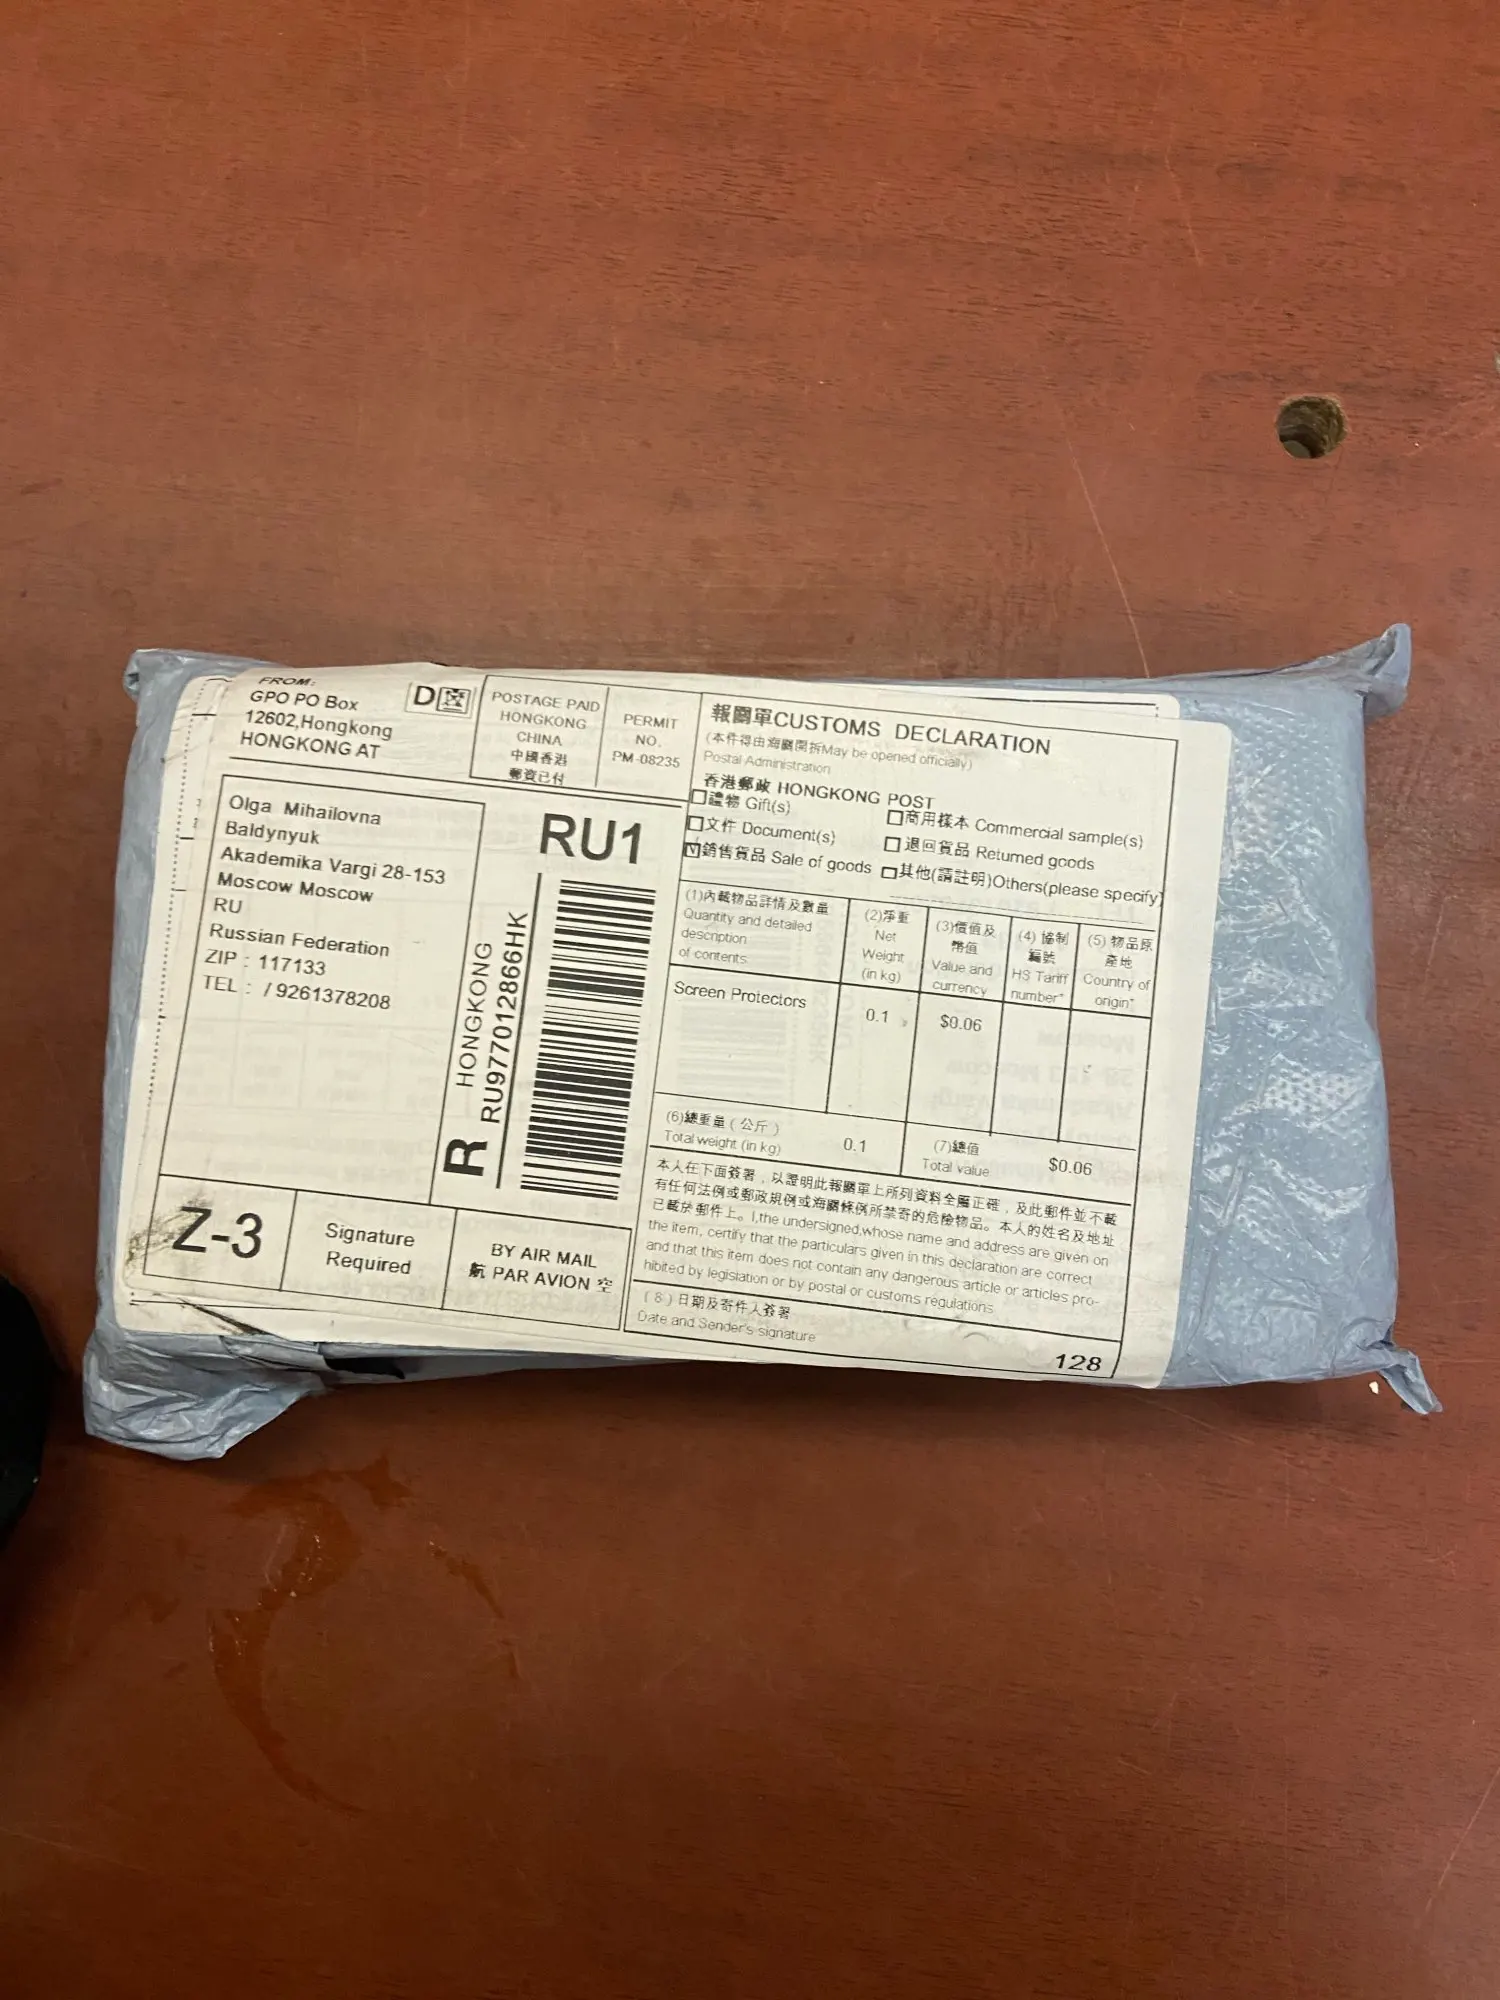 FROM:
GPO PO Box
12602,Hongkong
HONGKONG AT
D
POSTAGE PAID
HONGKONG
CHINA
中國香港
郵資已付
PERMIT
NO.
PM-08235
Olga Mihailovna
Baldynyuk
Akademika Vargi 28-153
Moscow Moscow
RU
Russian Federation
ZIP : 117133
TEL : /9261378208
RU1
R
HONGKONG
RU977012866HK
Z-3
Signature
Required
BY AIR MAIL
航 PAR AVION 空
報關單CUSTOMS DECLARATION
(本件得由海關開拆May be opened officially)
Postal Administration
香港郵政 HONGKONG POST
禮物 Gift(s)
商用樣本 Commercial sample(s)
文件 Document(s)
退回貨品 Returned goods
銷售貨品 Sale of goods
其他(請註明)Others(please specify)
(1)內載物品詳情及數量
Quantity and detailed
description
of contents
(2)淨重
Net
Weight
(in kg)
(3)價值及
幣值
Value and
currency
(4) 協制
編號
HS Tariff
number*
(5) 物品原
產地
Country of
origin*
Screen Protectors
0.1
$0.06
(6)總重量(公斤)
Total weight (in kg)
0.1
(7)總值
Total value
$0.06
本人在下面簽署，以證明此報關單上所列資料全屬正確，及此郵件並不載
有任何法例或郵政規例或海關條例所禁寄的危險物品。本人的姓名及地址
已載於郵件上。I,the undersigned,whose name and address are given on
the item, certify that the particulars given in this declaration are correct
and that this item does not contain any dangerous article or articles pro-
hibited by legislation or by postal or customs regulations
(8)日期及寄件人簽署
Date and Sender's signature
128